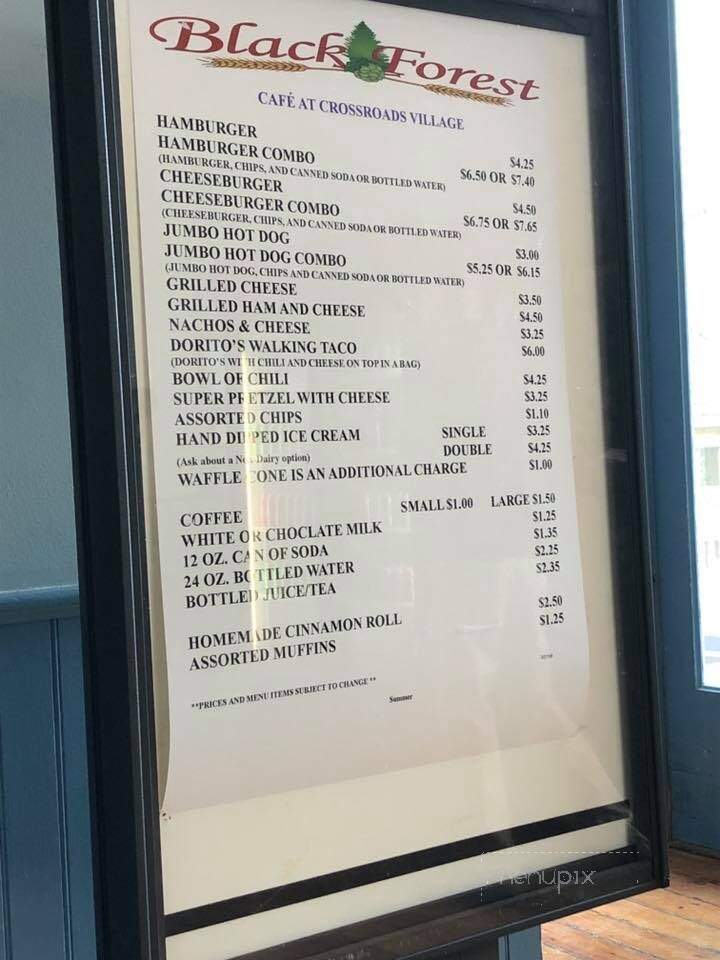 Black Forest
CAFÉ AT CROSSROADS VILLAGE
HAMBURGER $4.25
HAMBURGER COMBO $6.50 OR $7.40
(HAMBURGER, CHIPS, AND CANNED SODA OR BOTTLED WATER)
CHEESEBURGER $4.50
CHEESEBURGER COMBO $6.75 OR $7.65
(CHEESEBURGER, CHIPS, AND CANNED SODA OR BOTTLED WATER)
JUMBO HOT DOG $3.00
JUMBO HOT DOG COMBO $5.25 OR $6.15
(JUMBO HOT DOG, CHIPS AND CANNED SODA OR BOTTLED WATER)
GRILLED CHEESE $3.50
GRILLED HAM AND CHEESE $4.50
NACHOS & CHEESE $3.25
DORITO'S WALKING TACO $6.00
(DORITO'S WITH CHILI AND CHEESE ON TOP IN A BAG)
BOWL OF CHILI $4.25
SUPER PRETZEL WITH CHEESE $3.25
ASSORTED CHIPS $1.10
HAND DIPPED ICE CREAM SINGLE $3.25
(Ask about a Non Dairy option) DOUBLE $4.25
WAFFLE CONE IS AN ADDITIONAL CHARGE $1.00
COFFEE SMALL $1.00 LARGE $1.50
WHITE OR CHOCLATE MILK $1.25
12 OZ. CAN OF SODA $1.35
24 OZ. BOTTLED WATER $2.25
BOTTLED JUICE/TEA $2.35
HOMEMADE CINNAMON ROLL $2.50
ASSORTED MUFFINS $1.25
**PRICES AND MENU ITEMS SUBJECT TO CHANGE **
Summer
menupix